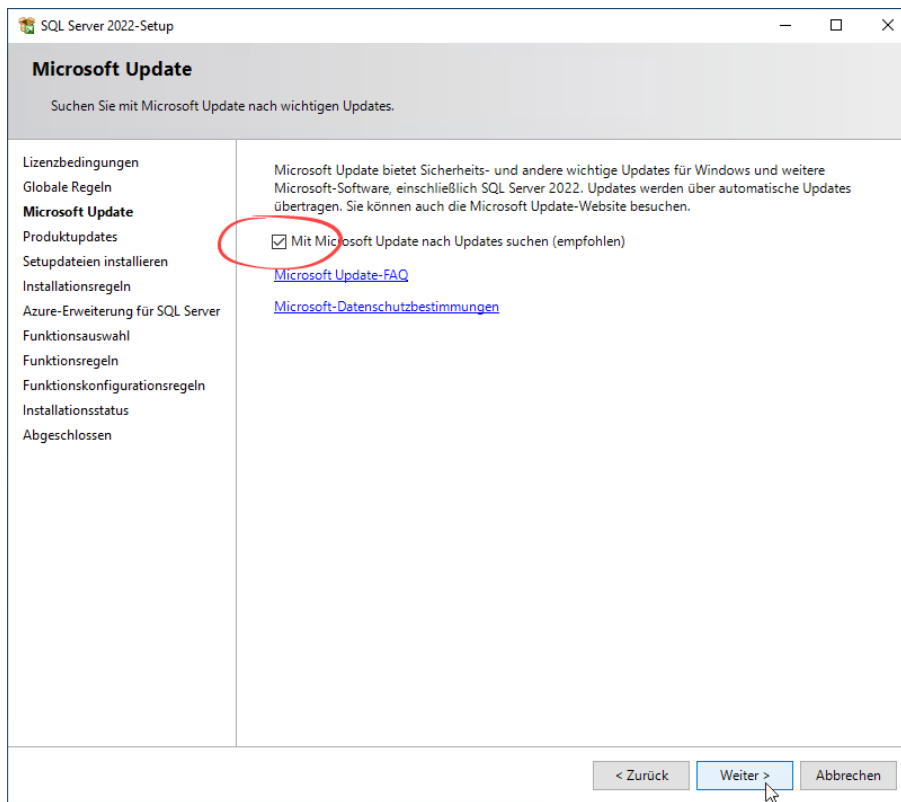 SQL Server 2022-Setup
Microsoft Update
Suchen Sie mit Microsoft Update nach wichtigen Updates.
Lizenzbedingungen
Globale Regeln
Microsoft Update
Produktupdates
Setupdateien installieren
Installationsregeln
Azure-Erweiterung für SQL Server
Funktionsauswahl
Funktionsregeln
Funktionskonfigurationsregeln
Installationsstatus
Abgeschlossen
Microsoft Update bietet Sicherheits- und andere wichtige Updates für Windows und weitere
Microsoft-Software, einschließlich SQL Server 2022. Updates werden über automatische Updates
übertragen. Sie können auch die Microsoft Update-Website besuchen.
Mit Microsoft Update nach Updates suchen (empfohlen)
Microsoft Update-FAQ
Microsoft-Datenschutzbestimmungen
< Zurück
Weiter >
Abbrechen